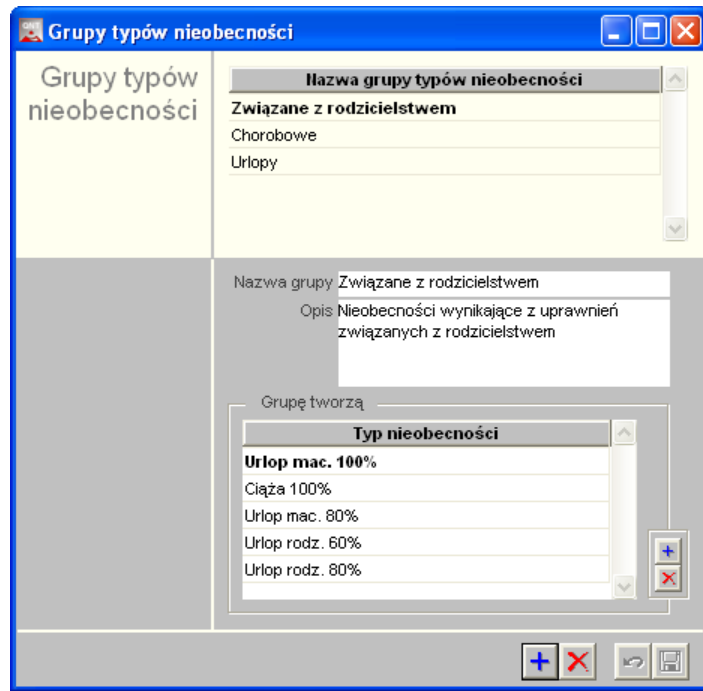 Grupy typów nieobecności
Grupy typów
nieobecności
Nazwa grupy typów nieobecności
Związane z rodzicielstwem
Chorobowe
Urlopy
Nazwa grupy Związane z rodzicielstwem
Opis Nieobecności wynikające z uprawnień
związanych z rodzicielstwem
Grupę tworzą
Typ nieobecności
Urlop mac. 100%
Ciąża 100%
Urlop mac. 80%
Urlop rodz. 60%
Urlop rodz. 80%